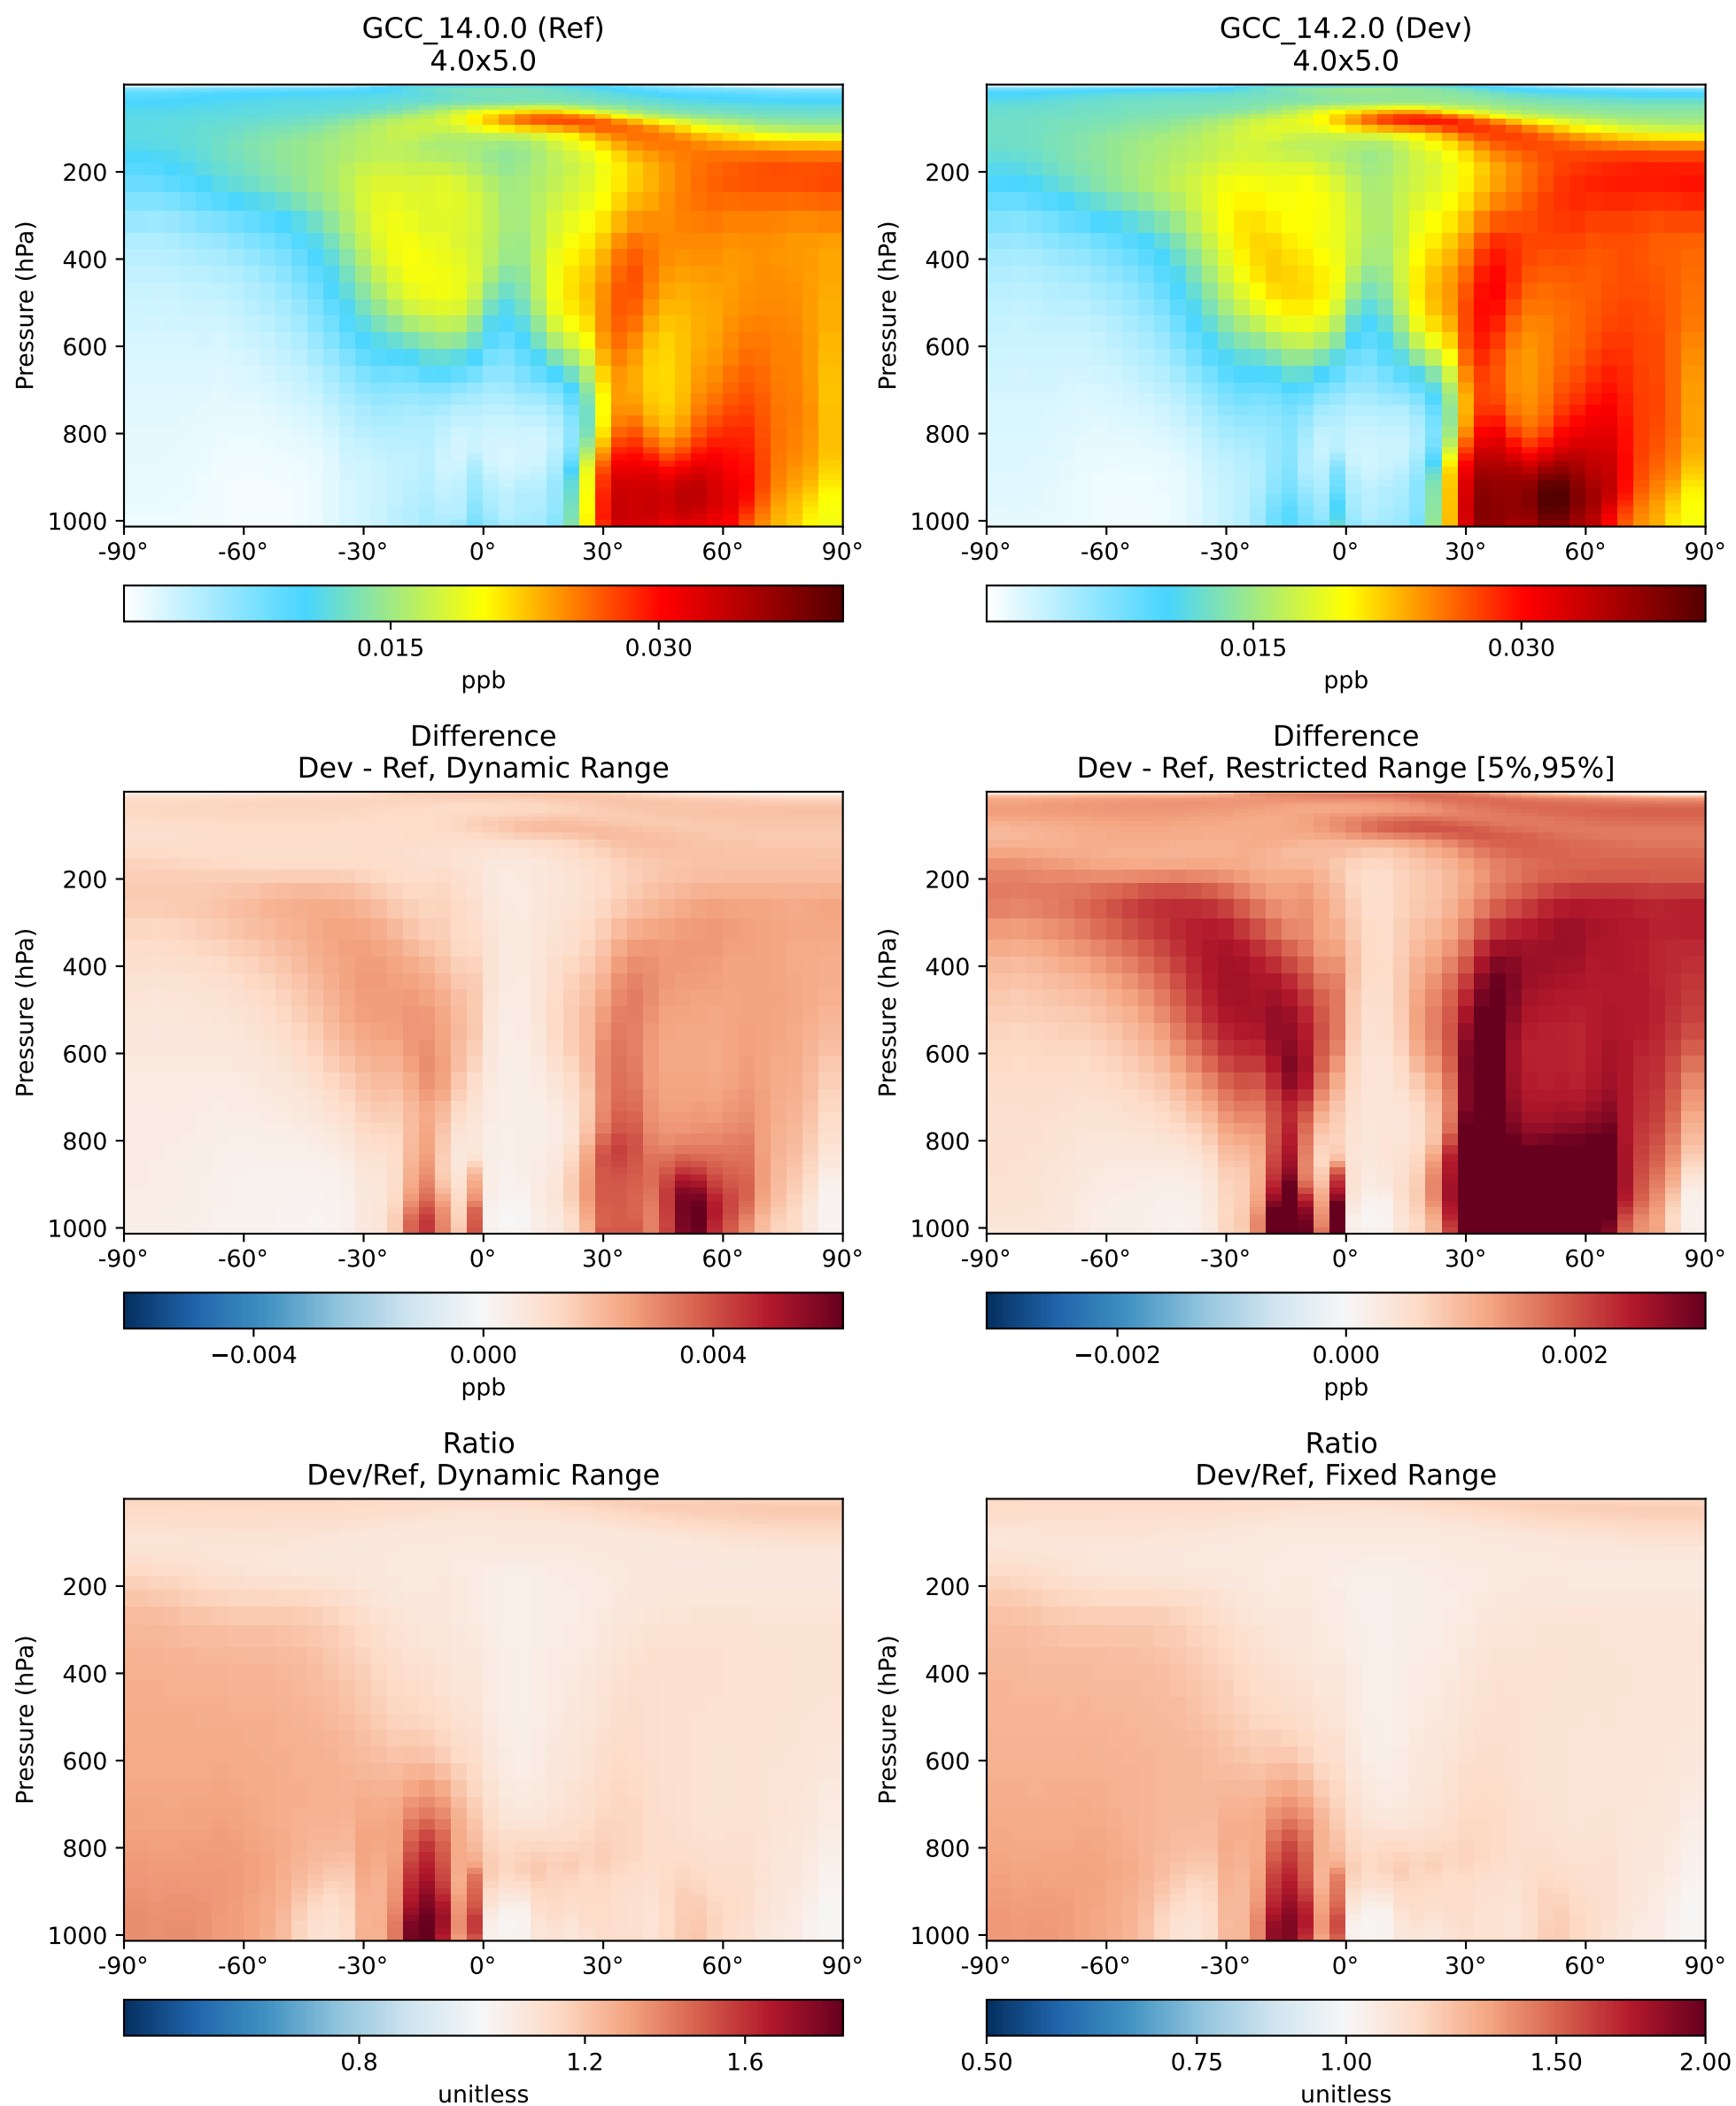 GCC_14.0.0 (Ref)
4.0x5.0
Pressure (hPa)
200
400
600
800
1000
-90° -60° -30° 0° 30° 60° 90°
0.015 0.030
ppb
GCC_14.2.0 (Dev)
4.0x5.0
Pressure (hPa)
200
400
600
800
1000
-90° -60° -30° 0° 30° 60° 90°
0.015 0.030
ppb
Difference
Dev - Ref, Dynamic Range
Pressure (hPa)
200
400
600
800
1000
-90° -60° -30° 0° 30° 60° 90°
−0.004 0.000 0.004
ppb
Difference
Dev - Ref, Restricted Range [5%,95%]
Pressure (hPa)
200
400
600
800
1000
-90° -60° -30° 0° 30° 60° 90°
−0.002 0.000 0.002
ppb
Ratio
Dev/Ref, Dynamic Range
Pressure (hPa)
200
400
600
800
1000
-90° -60° -30° 0° 30° 60° 90°
0.8 1.2 1.6
unitless
Ratio
Dev/Ref, Fixed Range
Pressure (hPa)
200
400
600
800
1000
-90° -60° -30° 0° 30° 60° 90°
0.50 0.75 1.00 1.50 2.00
unitless